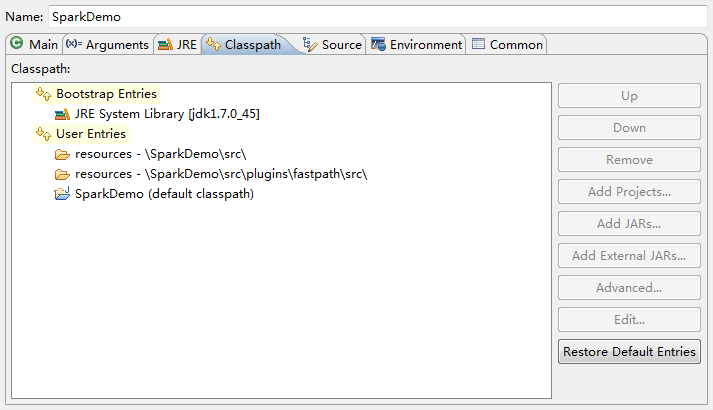 Name: SparkDemo
Main (x)= Arguments JRE Classpath Source Environment Common
Classpath:
Bootstrap Entries
JRE System Library [jdk1.7.0_45]
User Entries
resources - \SparkDemo\src\
resources - \SparkDemo\src\plugins\fastpath\src\
SparkDemo (default classpath)
Up
Down
Remove
Add Projects...
Add JARs...
Add External JARs...
Advanced...
Edit...
Restore Default Entries